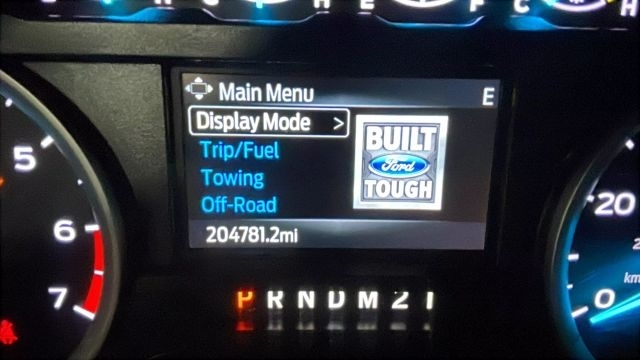 C H E F C H
Main Menu E
Display Mode >
Trip/Fuel
Towing
Off-Road
BUILT
Ford
TOUGH
204781.2mi
5
6
7
20
0
km
P R N D M 2 1